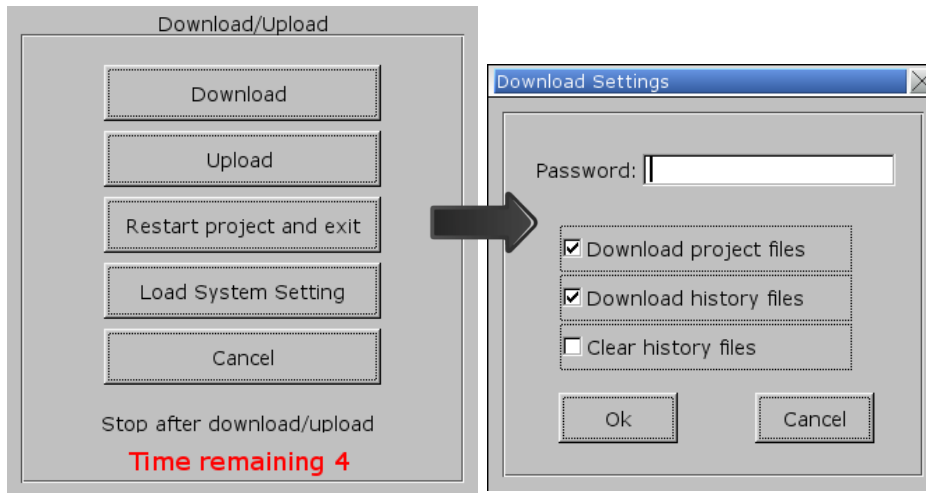 Download/Upload
Download
Upload
Restart project and exit
Load System Setting
Cancel
Stop after download/upload
Time remaining 4
Download Settings
Password:
Download project files
Download history files
Clear history files
Ok
Cancel